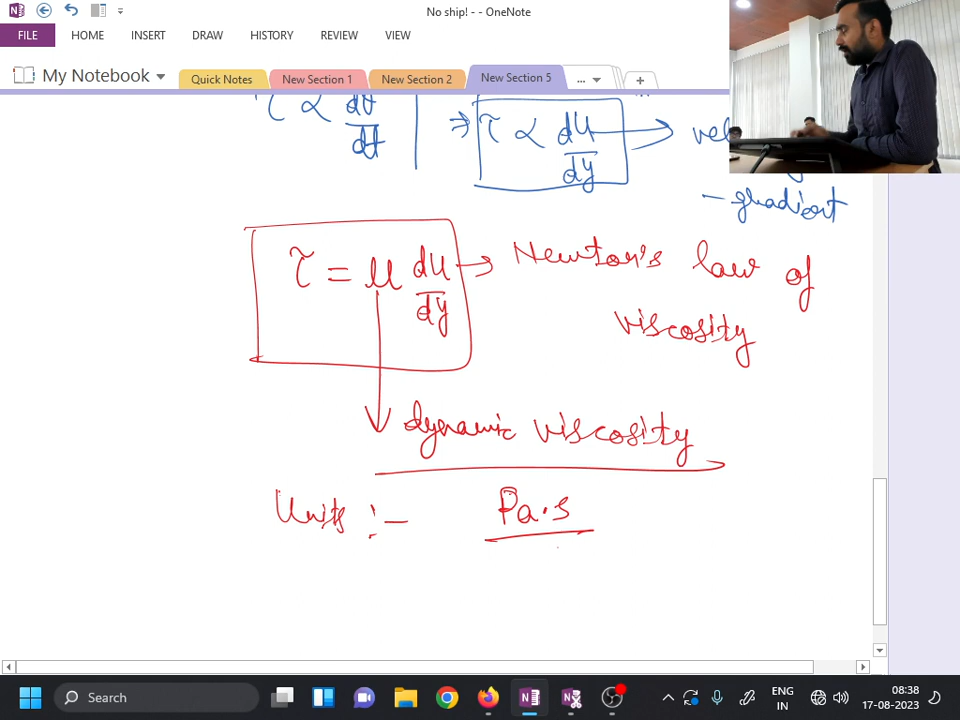 No ship! - - OneNote
FILE HOME INSERT DRAW HISTORY REVIEW VIEW
My Notebook Quick Notes New Section 1 New Section 2 New Section 5 ... +
τ ∝ du/dt ⇒ τ ∝ du/dy → vel
- gradient
τ = μ du/dy → Newton's law of
viscosity
dynamic viscosity
Units :- Pa.s
Search ENG 08:38
IN 17-08-2023